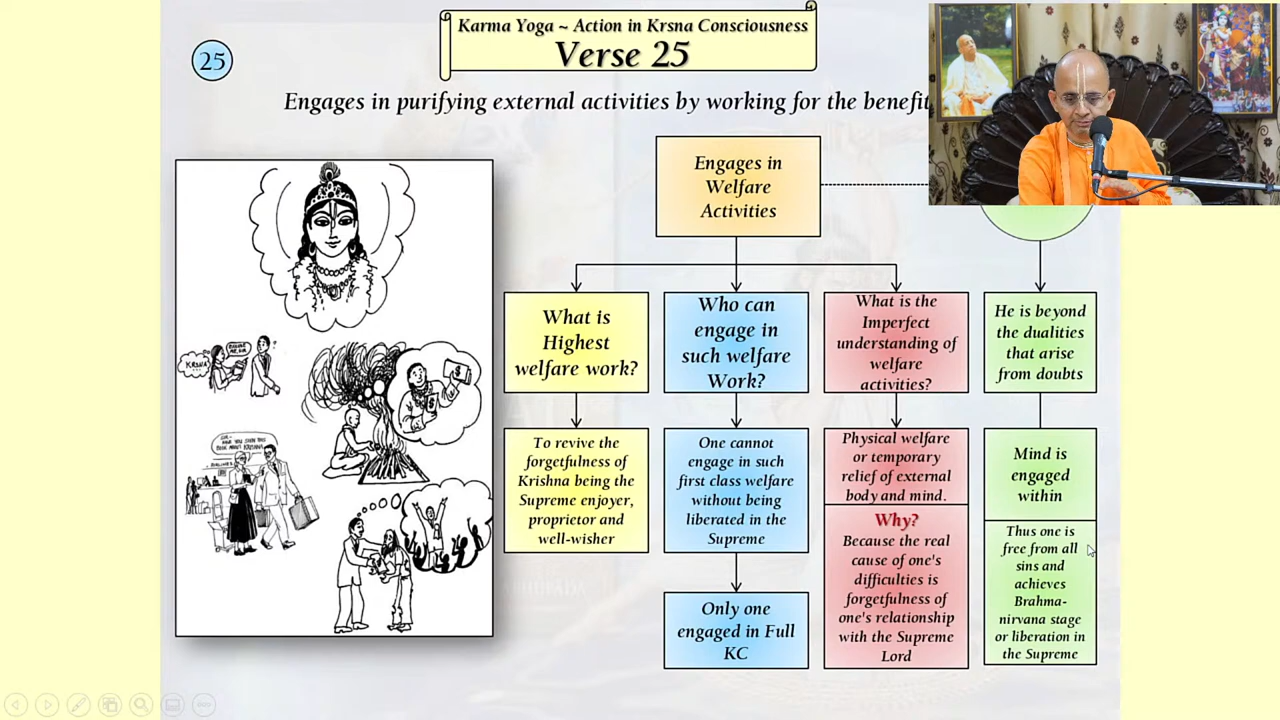 Karma Yoga ~ Action in Krsna Consciousness
Verse 25
25
Engages in purifying external activities by working for the benefit
Engages in
Welfare
Activities
What is
Highest
welfare work?
Who can
engage in
such welfare
Work?
What is the
Imperfect
understanding of
welfare
activities?
He is beyond
the dualities
that arise
from doubts
To revive the
forgetfulness of
Krishna being the
Supreme enjoyer,
proprietor and
well-wisher
One cannot
engage in such
first class welfare
without being
liberated in the
Supreme
Only one
engaged in Full
KC
Physical welfare
or temporary
relief of external
body and mind.
Why?
Because the real
cause of one's
difficulties is
forgetfulness of
one's relationship
with the Supreme
Lord
Mind is
engaged
within
Thus one is
free from all
sins and
achieves
Brahma-
nirvana stage
or liberation in
the Supreme
KRSNA